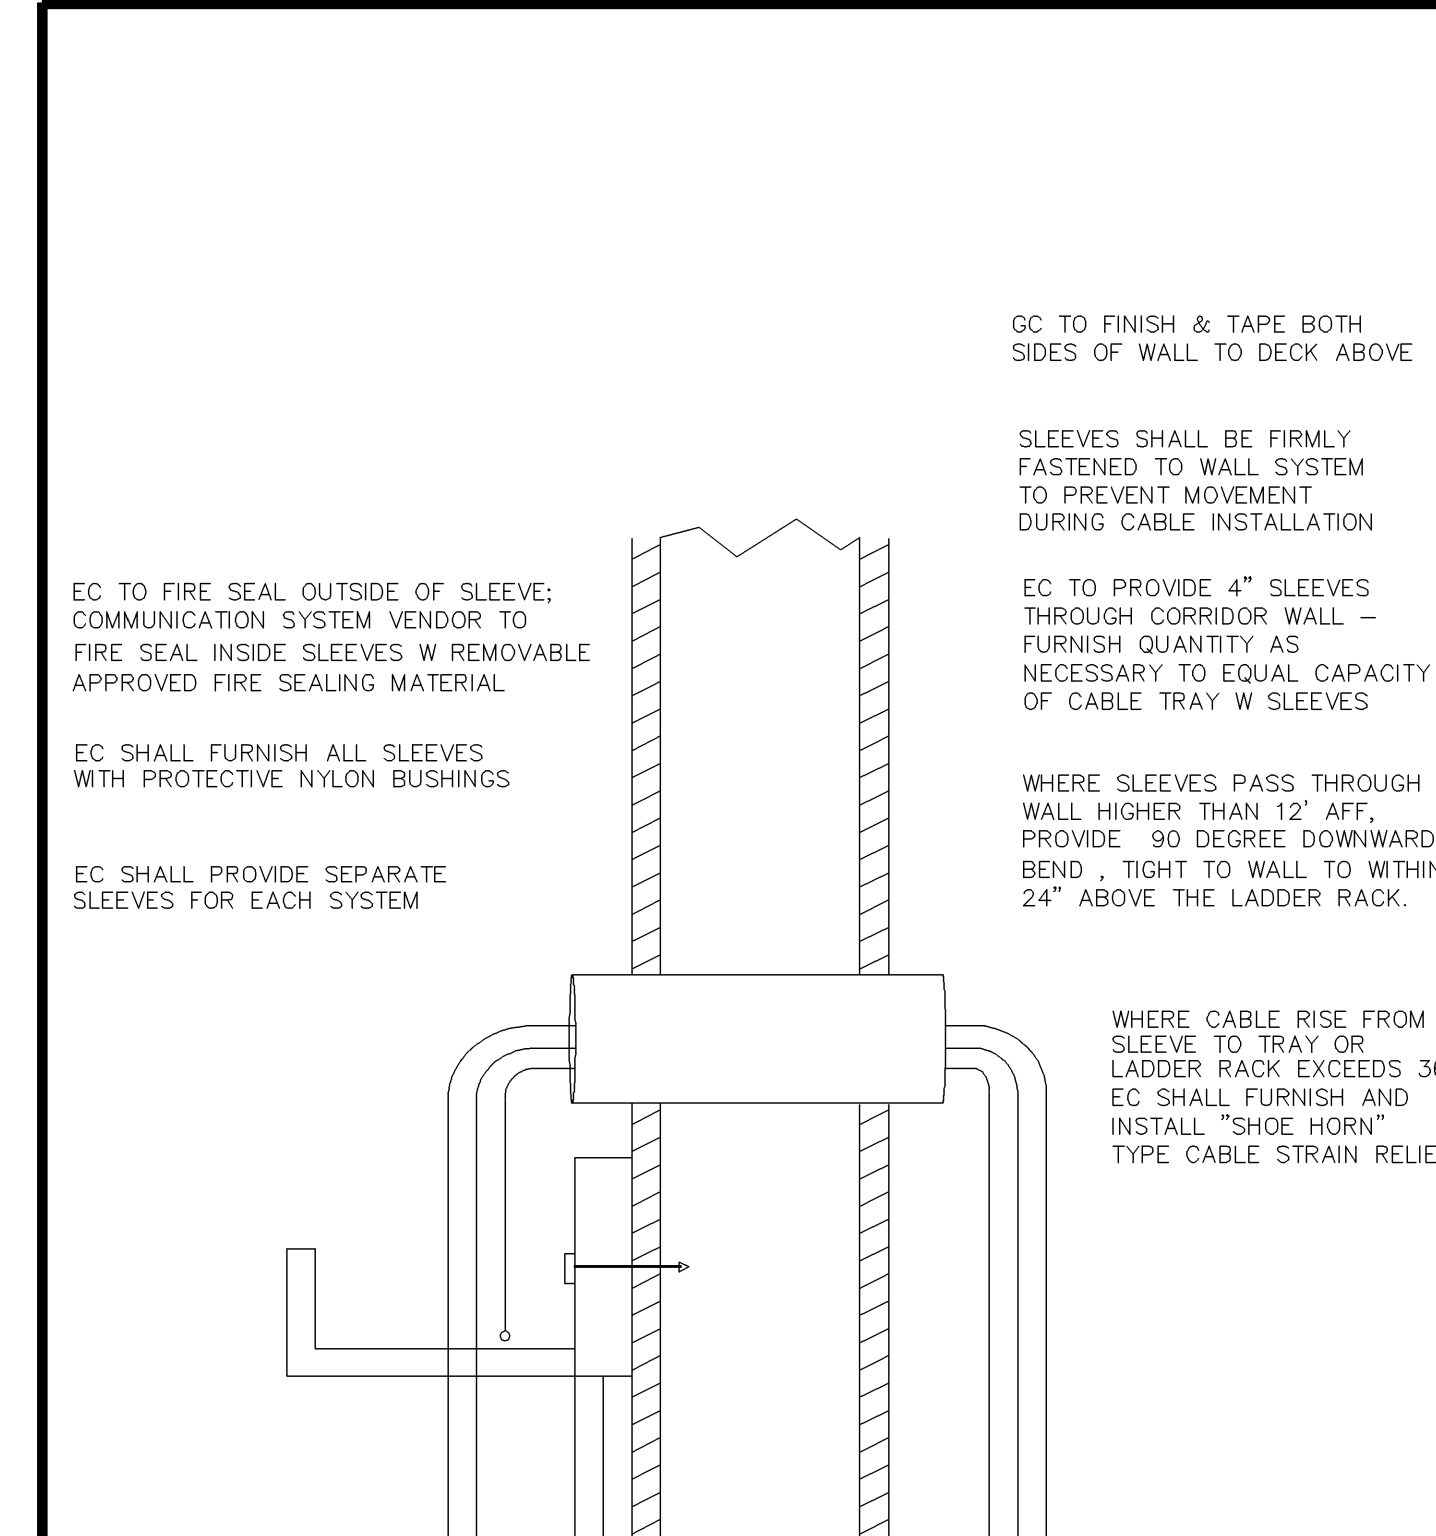 GC TO FINISH & TAPE BOTH
SIDES OF WALL TO DECK ABOVE
SLEEVES SHALL BE FIRMLY
FASTENED TO WALL SYSTEM
TO PREVENT MOVEMENT
DURING CABLE INSTALLATION
EC TO FIRE SEAL OUTSIDE OF SLEEVE;
COMMUNICATION SYSTEM VENDOR TO
FIRE SEAL INSIDE SLEEVES W REMOVABLE
APPROVED FIRE SEALING MATERIAL
EC TO PROVIDE 4" SLEEVES
THROUGH CORRIDOR WALL –
FURNISH QUANTITY AS
NECESSARY TO EQUAL CAPACITY
OF CABLE TRAY W SLEEVES
EC SHALL FURNISH ALL SLEEVES
WITH PROTECTIVE NYLON BUSHINGS
WHERE SLEEVES PASS THROUGH
WALL HIGHER THAN 12' AFF,
PROVIDE 90 DEGREE DOWNWARD
BEND , TIGHT TO WALL TO WITHIN
24" ABOVE THE LADDER RACK.
EC SHALL PROVIDE SEPARATE
SLEEVES FOR EACH SYSTEM
WHERE CABLE RISE FROM
SLEEVE TO TRAY OR
LADDER RACK EXCEEDS
EC SHALL FURNISH AND
INSTALL "SHOE HORN"
TYPE CABLE STRAIN